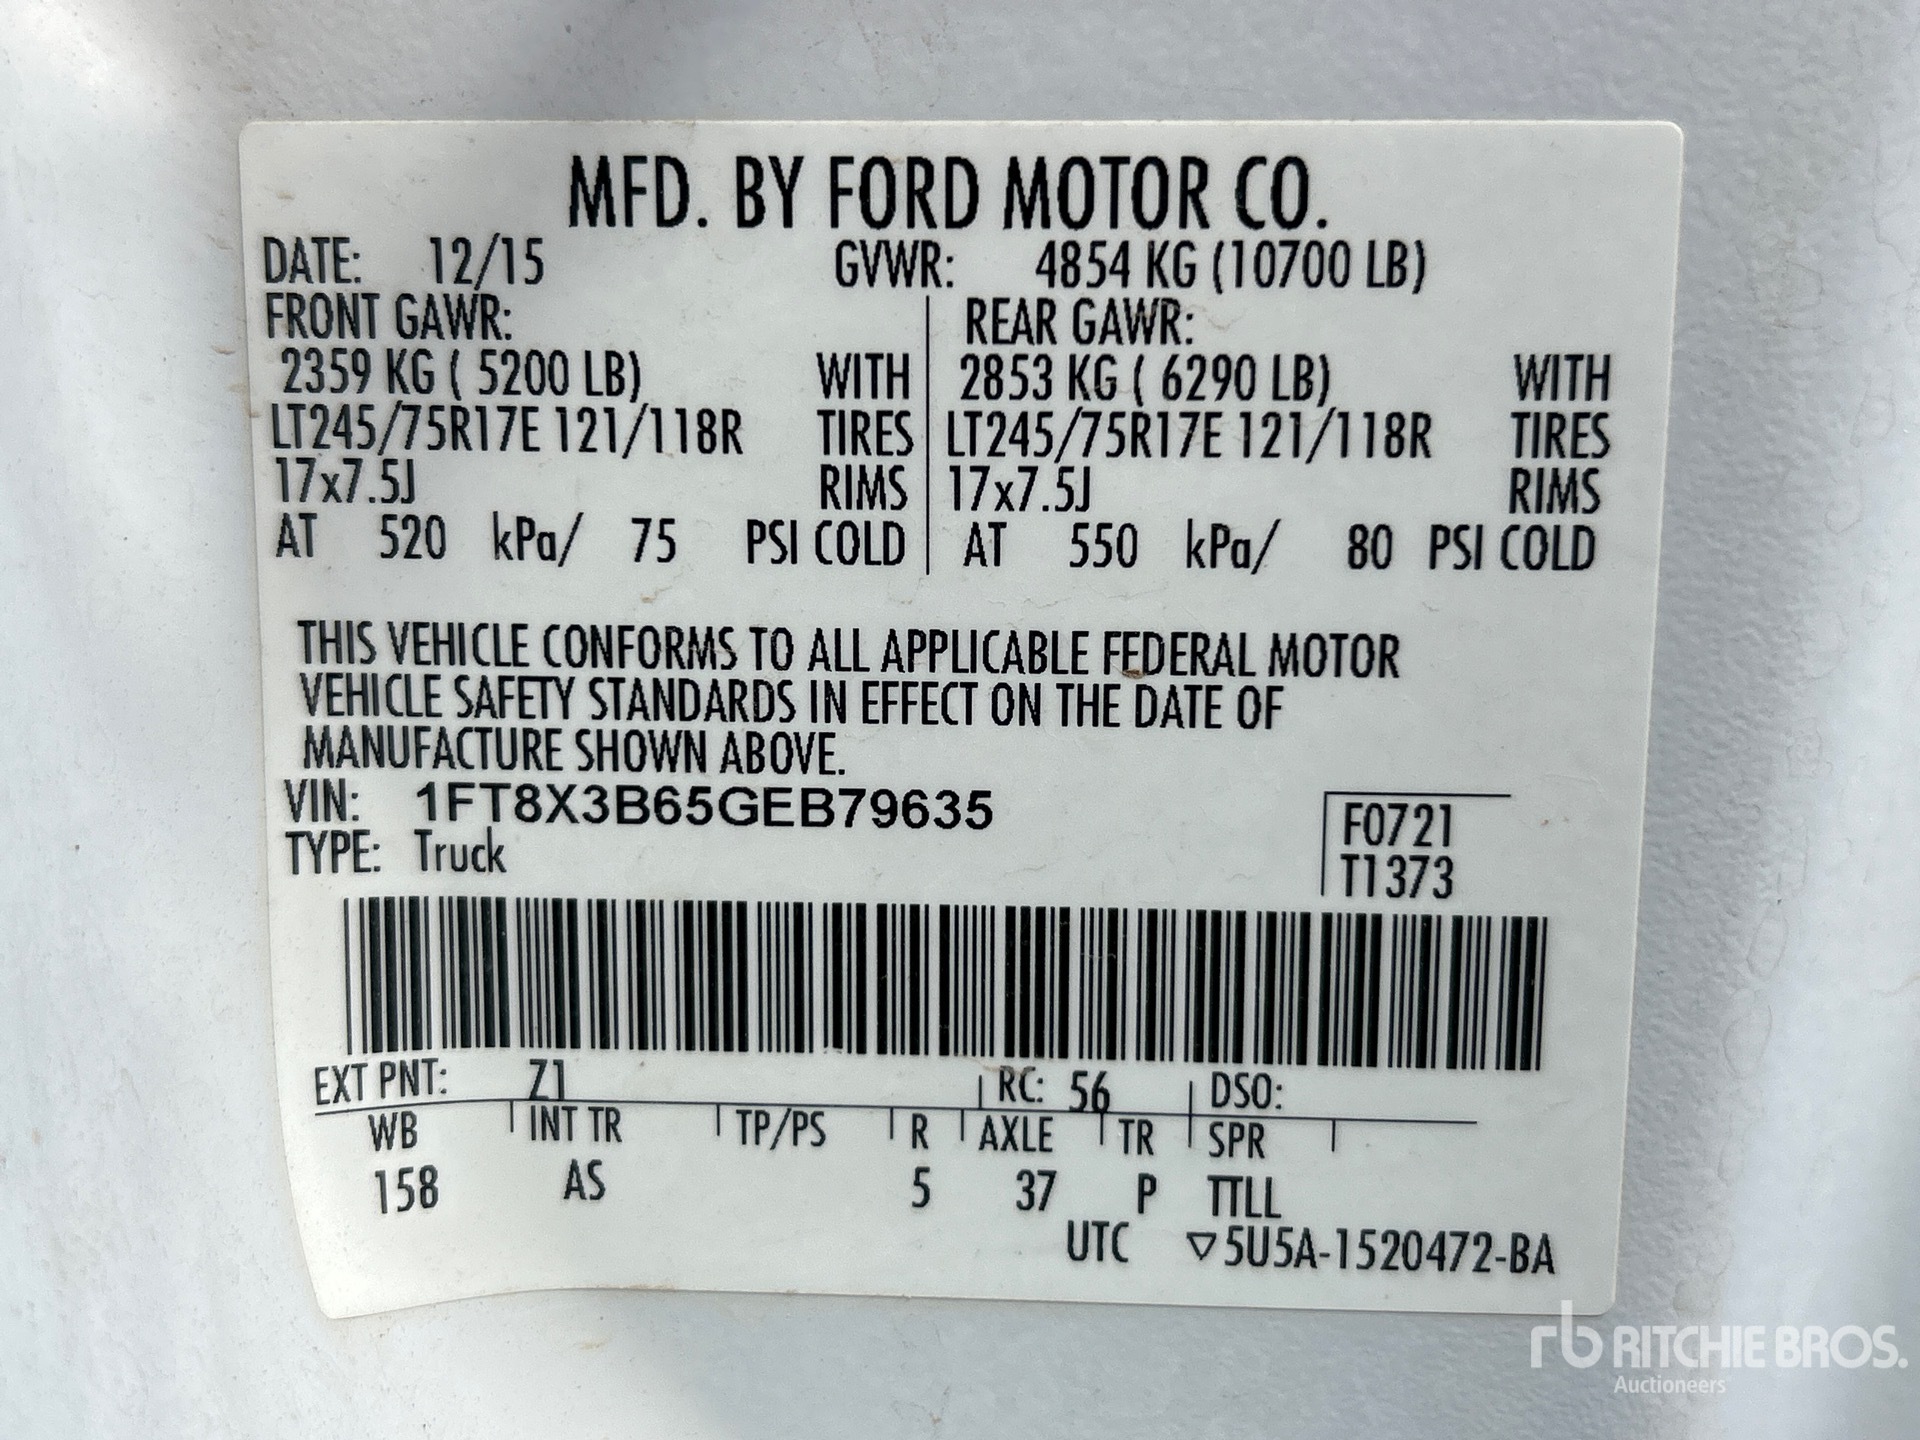 MFD. BY FORD MOTOR CO.
DATE: 12/15 GVWR: 4854 KG (10700 LB)
FRONT GAWR: REAR GAWR:
2359 KG ( 5200 LB) WITH 2853 KG ( 6290 LB) WITH
LT245/75R17E 121/118R TIRES LT245/75R17E 121/118R TIRES
17x7.5J RIMS 17x7.5J RIMS
AT 520 kPa/ 75 PSI COLD AT 550 kPa/ 80 PSI COLD
THIS VEHICLE CONFORMS TO ALL APPLICABLE FEDERAL MOTOR
VEHICLE SAFETY STANDARDS IN EFFECT ON THE DATE OF
MANUFACTURE SHOWN ABOVE.
VIN: 1FT8X3B65GEB79635
TYPE: Truck
F0721
T1373
EXT PNT: Z1 RC: 56 DSO:
WB INT TR TP/PS R AXLE TR SPR
158 AS 5 37 P TTLL
UTC ▽5U5A-1520472-BA
rb RITCHIE BROS.
Auctioneers